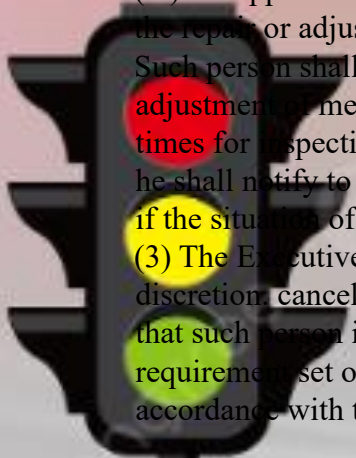 the repair or adjus
Such person shall
adjustment of me
times for inspecti
he shall notify to
if the situation of
(3) The Executive
discretion, cancel
that such person i
requirement set o
accordance with t